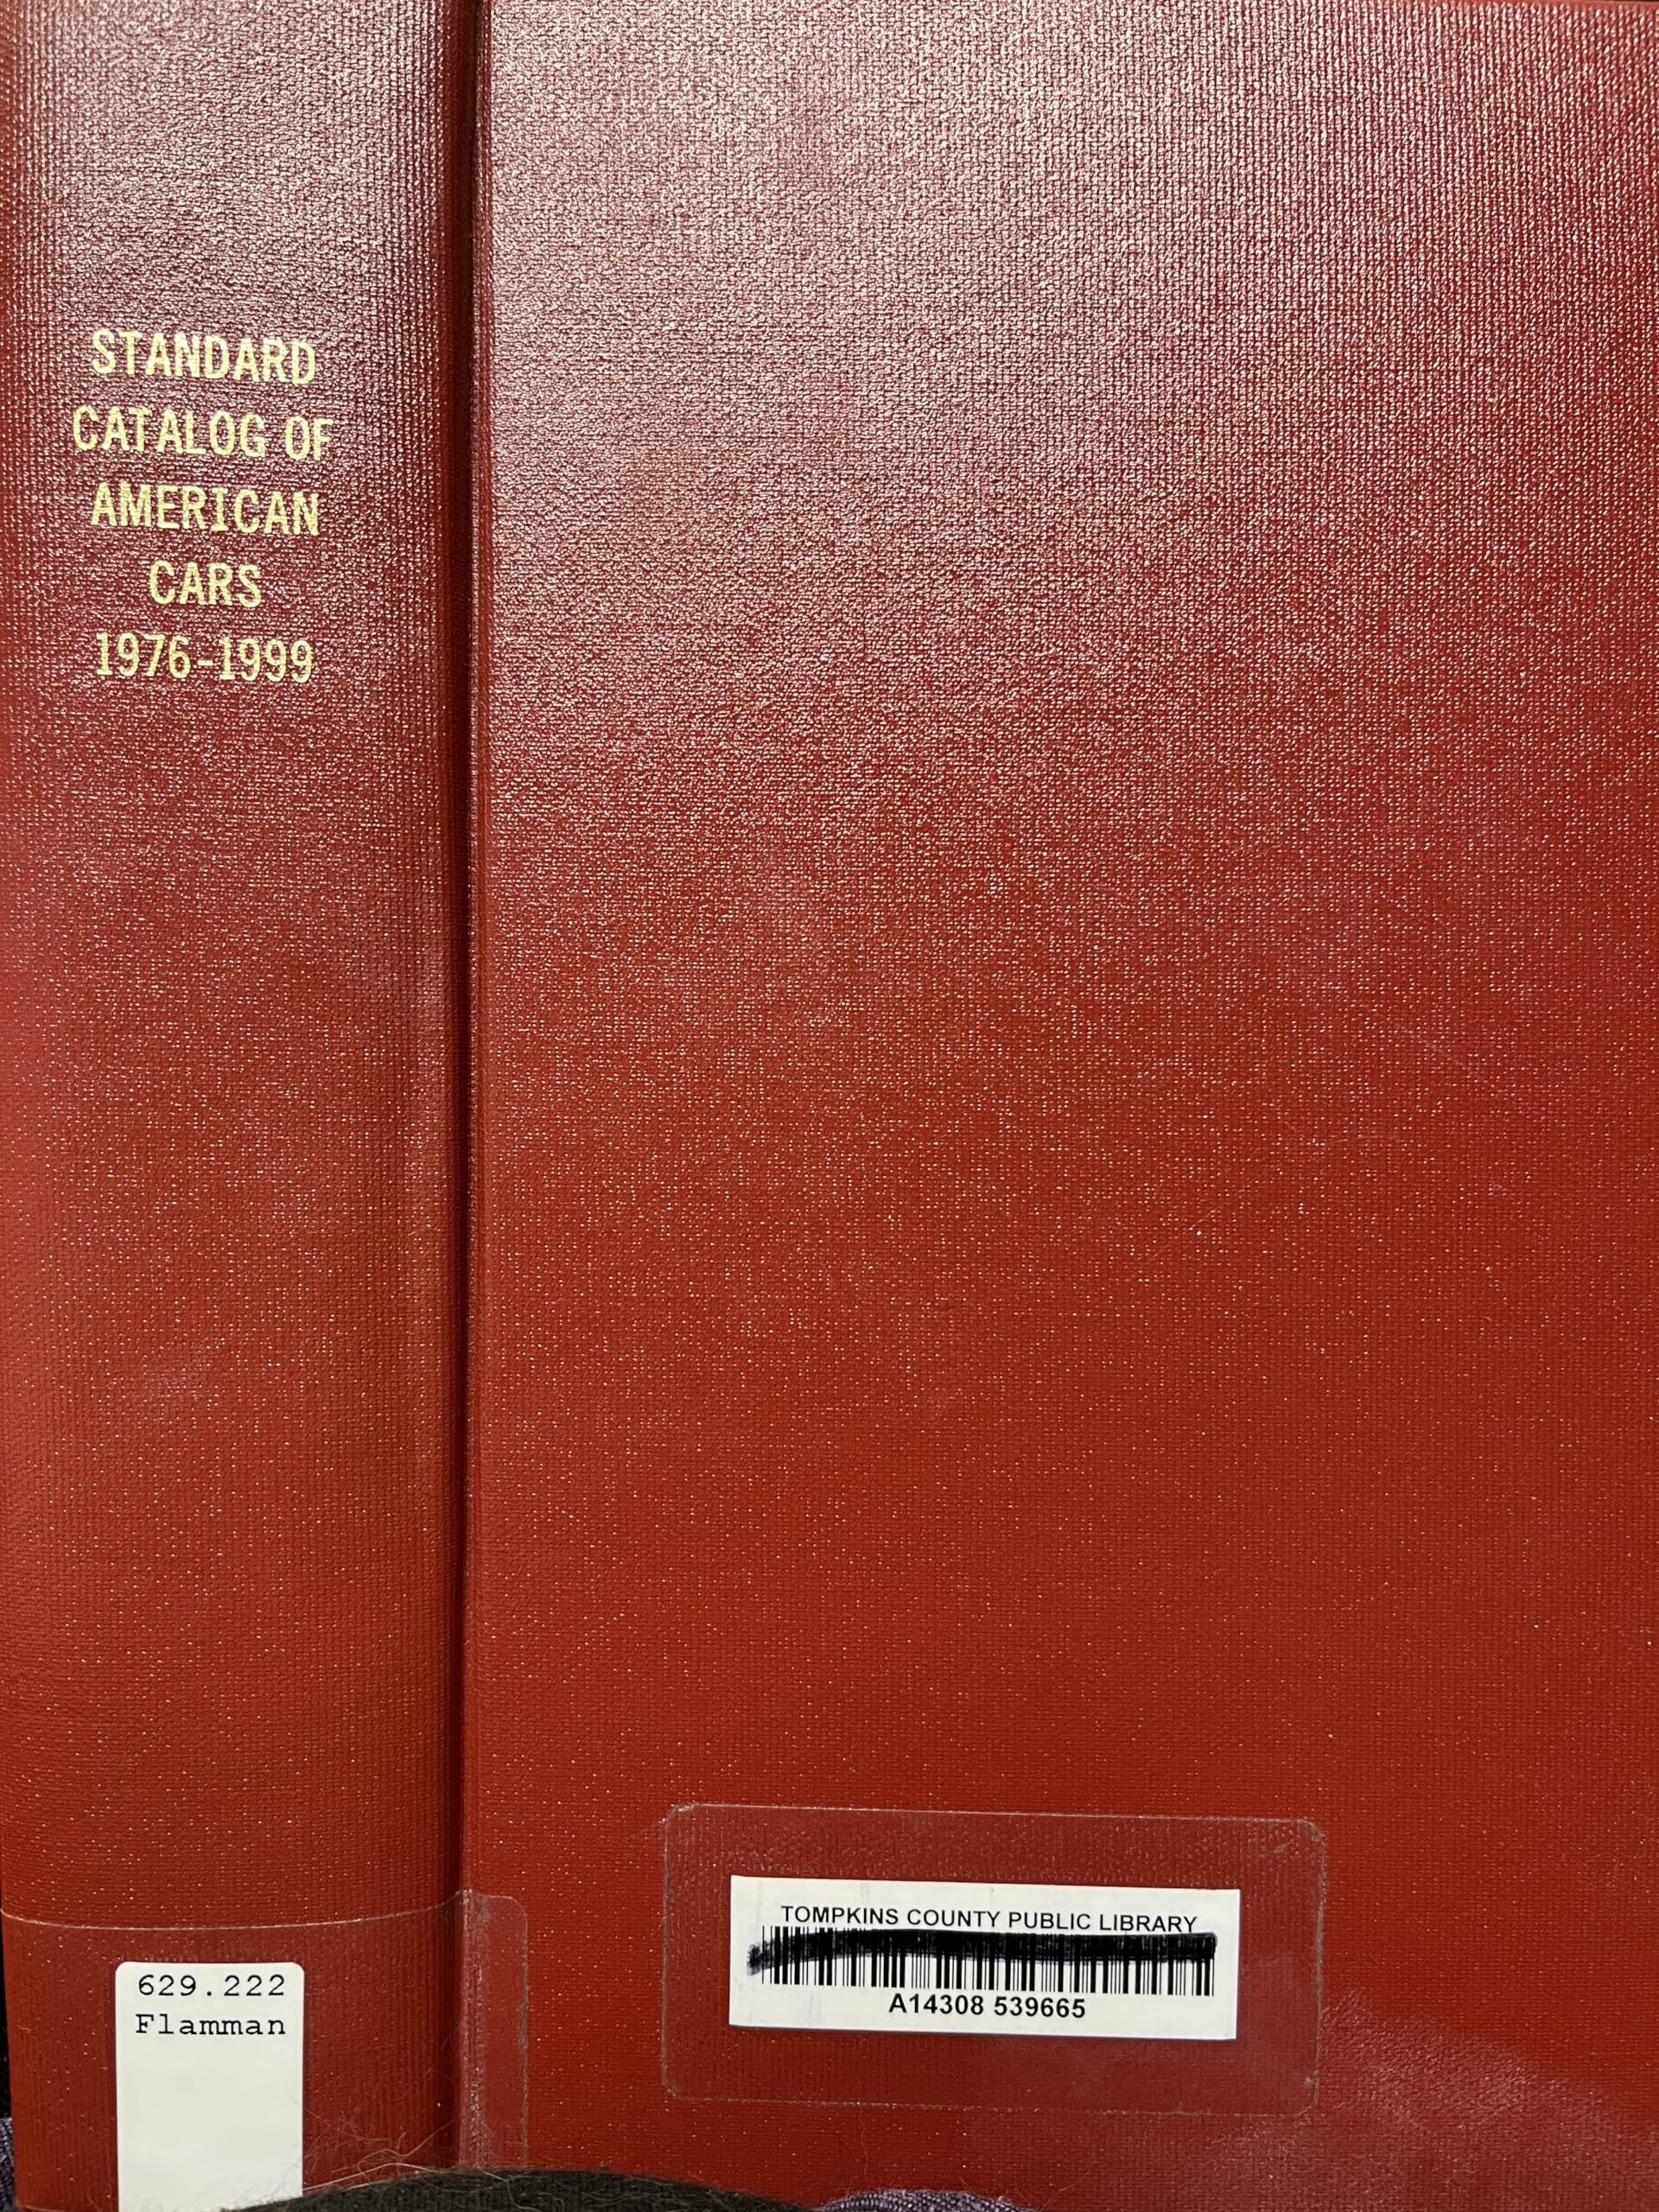 STANDARD
CATALOG OF
AMERICAN
CARS
1976-1999
629.222
Flamman
TOMPKINS COUNTY PUBLIC LIBRARY
A14308 539665